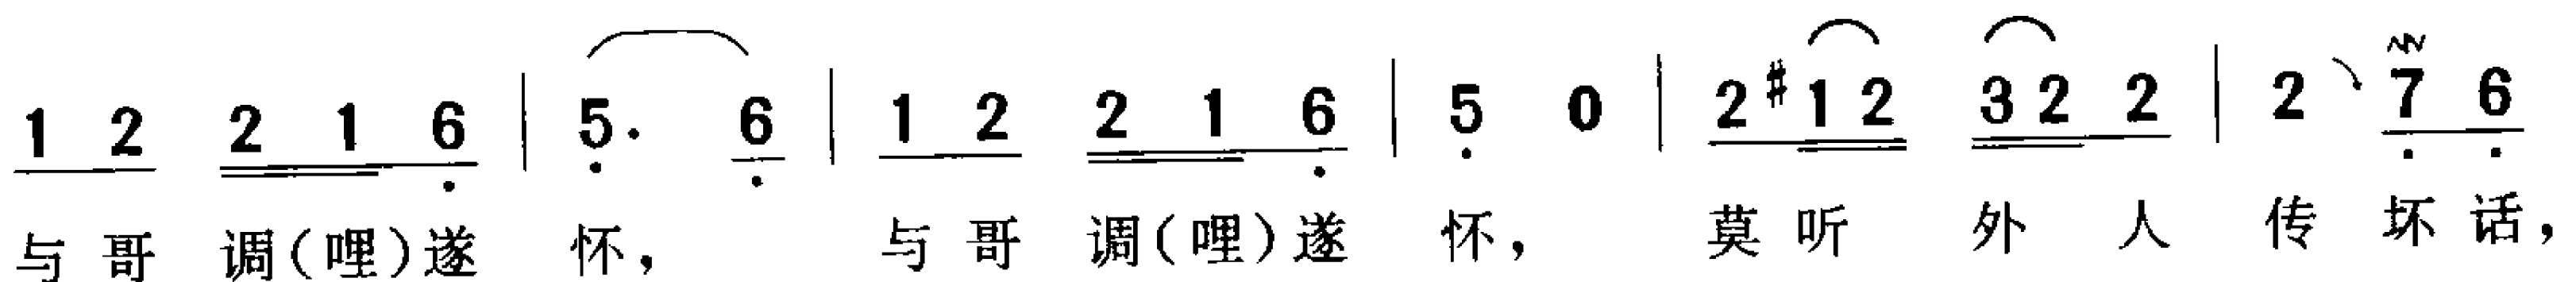 1 2 2 1 6 | 5. 6 | 1 2 2 1 6 | 5 0 | 2 #1 2 3 2 2 | 2 7 6
与哥调(哩)遂怀，与哥调(哩)遂怀，莫听外人传坏话，